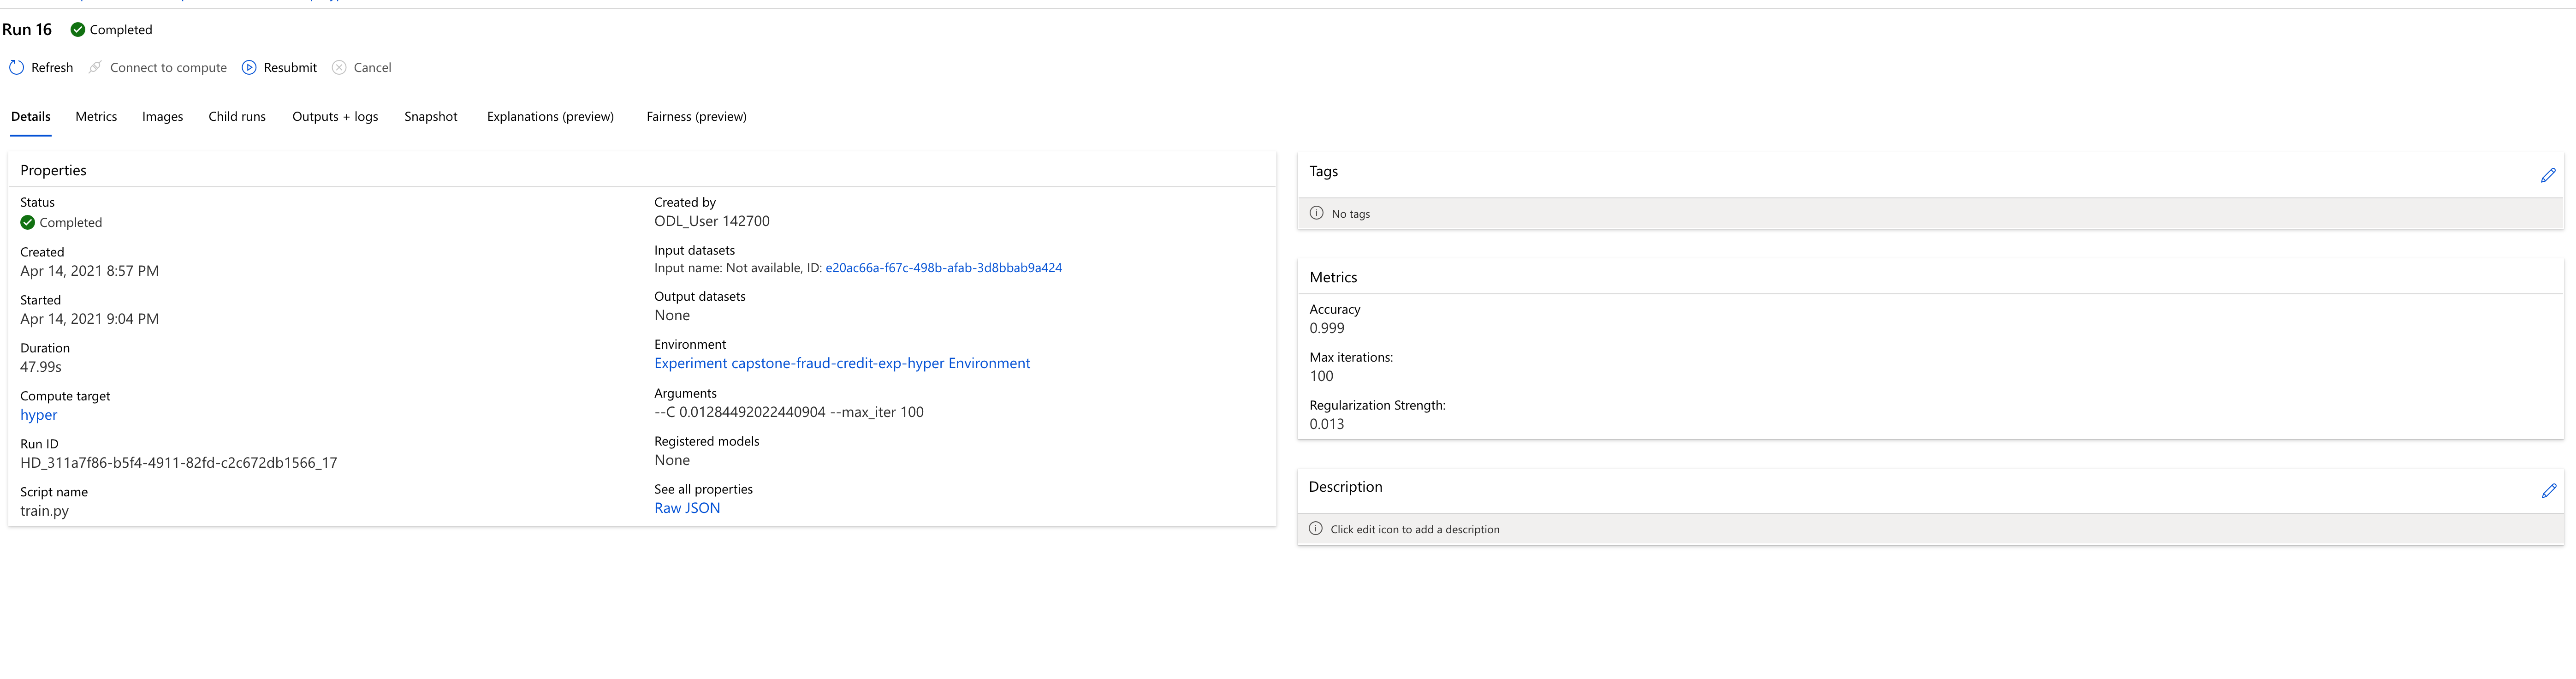 Run 16 Completed
Refresh Connect to compute Resubmit Cancel
Details Metrics Images Child runs Outputs + logs Snapshot Explanations (preview) Fairness (preview)
Properties
Status
Completed
Created
Apr 14, 2021 8:57 PM
Started
Apr 14, 2021 9:04 PM
Duration
47.99s
Compute target
hyper
Run ID
HD_311a7f86-b5f4-4911-82fd-c2c672db1566_17
Script name
train.py
Created by
ODL_User 142700
Input datasets
Input name: Not available, ID: e20ac66a-f67c-498b-afab-3d8bbab9a424
Output datasets
None
Environment
Experiment capstone-fraud-credit-exp-hyper Environment
Arguments
--C 0.01284492022440904 --max_iter 100
Registered models
None
See all properties
Raw JSON
Tags
No tags
Metrics
Accuracy
0.999
Max iterations:
100
Regularization Strength:
0.013
Description
Click edit icon to add a description